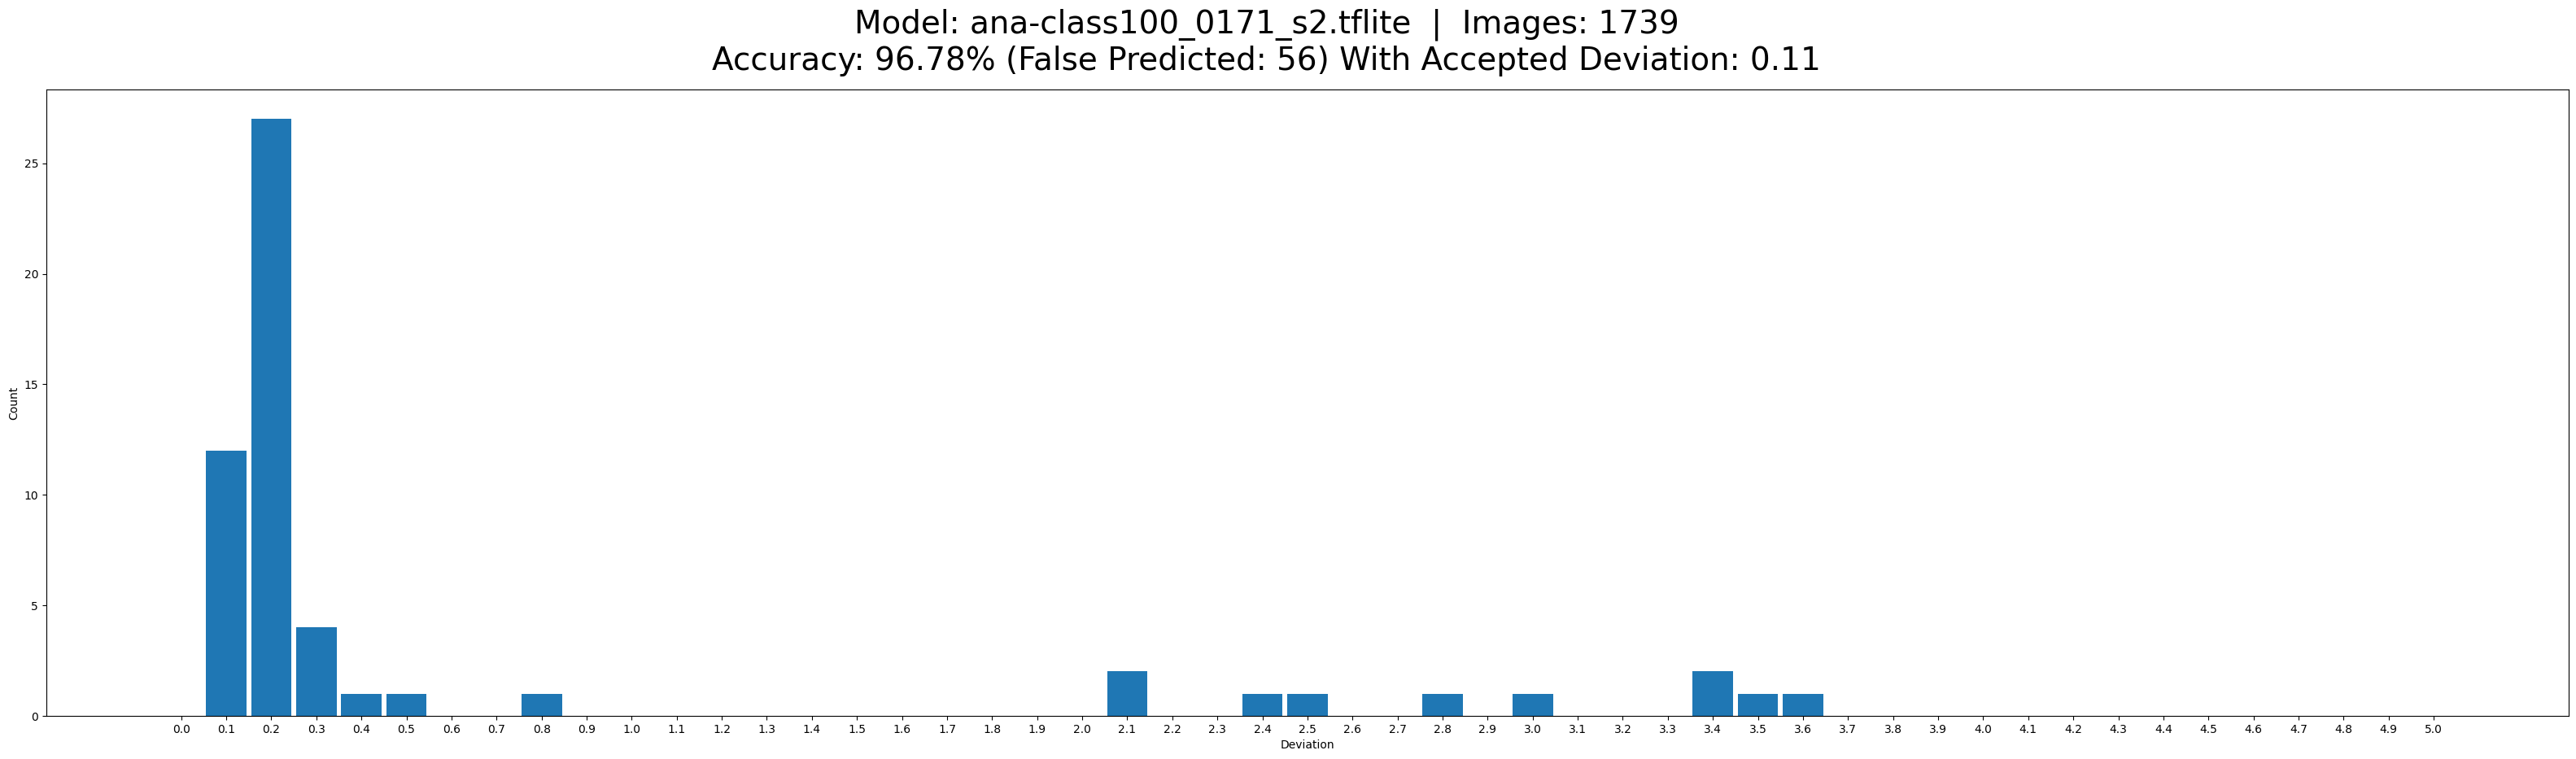 Model: ana-class100_0171_s2.tflite | Images: 1739
Accuracy: 96.78% (False Predicted: 56) With Accepted Deviation: 0.11
25
20
15
10
5
0
Count
0.0 0.1 0.2 0.3 0.4 0.5 0.6 0.7 0.8 0.9 1.0 1.1 1.2 1.3 1.4 1.5 1.6 1.7 1.8 1.9 2.0 2.1 2.2 2.3 2.4 2.5 2.6 2.7 2.8 2.9 3.0 3.1 3.2 3.3 3.4 3.5 3.6 3.7 3.8 3.9 4.0 4.1 4.2 4.3 4.4 4.5 4.6 4.7 4.8 4.9 5.0
Deviation